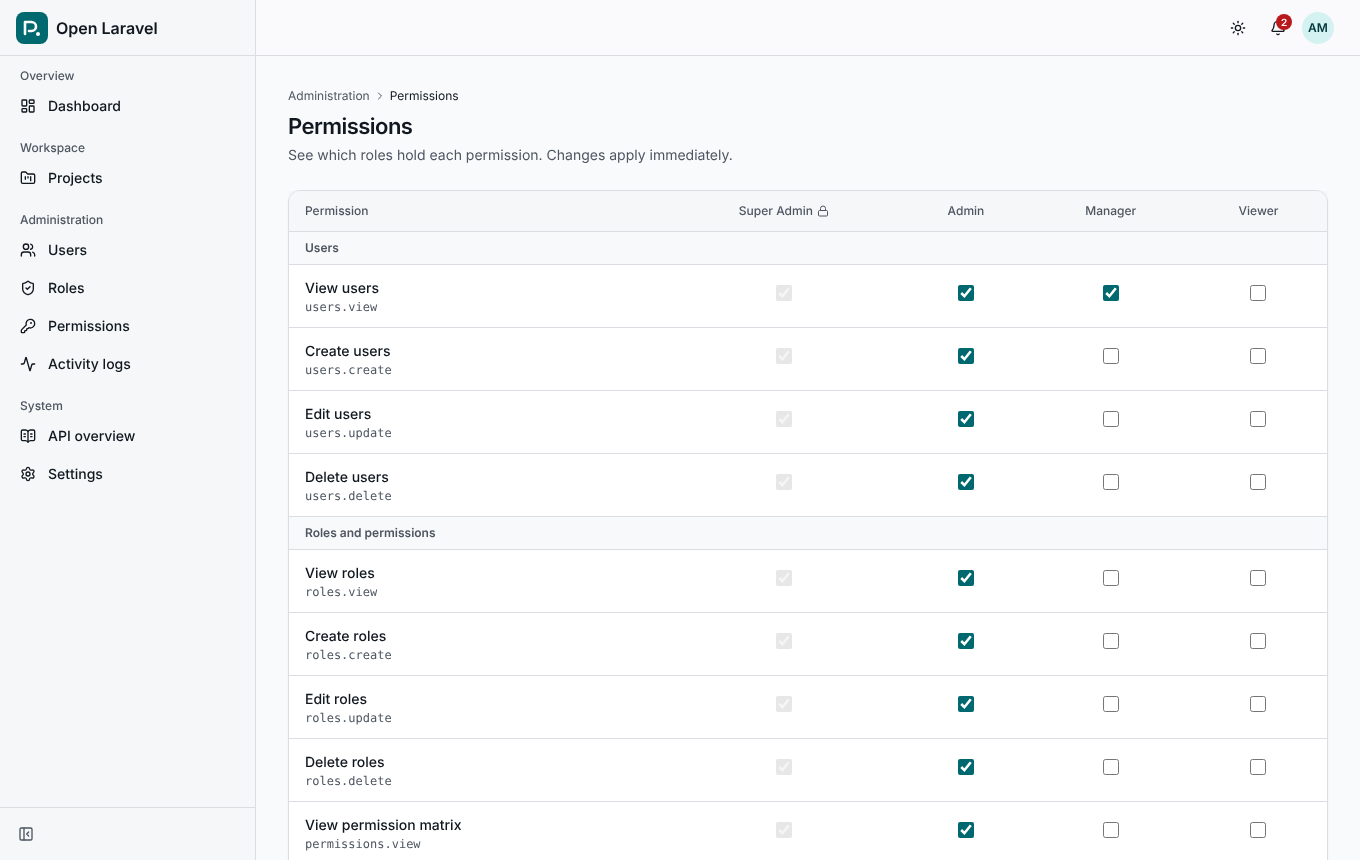 P.
Open Laravel
2
AM
Overview
Dashboard
Workspace
Projects
Administration
Users
Roles
Permissions
Activity logs
System
API overview
Settings
Administration > Permissions
Permissions
See which roles hold each permission. Changes apply immediately.
Permission Super Admin Admin Manager Viewer
Users
View users
users.view
Create users
users.create
Edit users
users.update
Delete users
users.delete
Roles and permissions
View roles
roles.view
Create roles
roles.create
Edit roles
roles.update
Delete roles
roles.delete
View permission matrix
permissions.view